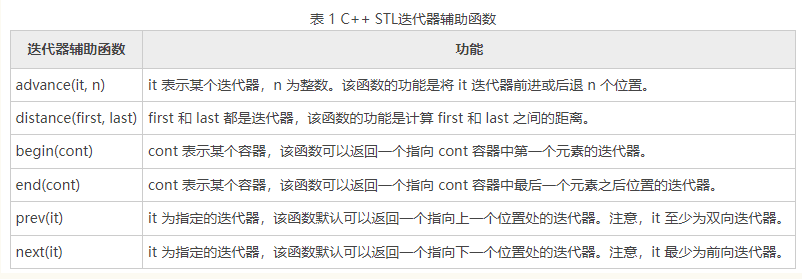 表 1 C++ STL迭代器辅助函数
迭代器辅助函数 功能
advance(it, n) it 表示某个迭代器，n 为整数。该函数的功能是将 it 迭代器前进或后退 n 个位置。
distance(first, last) first 和 last 都是迭代器，该函数的功能是计算 first 和 last 之间的距离。
begin(cont) cont 表示某个容器，该函数可以返回一个指向 cont 容器中第一个元素的迭代器。
end(cont) cont 表示某个容器，该函数可以返回一个指向 cont 容器中最后一个元素之后位置的迭代器。
prev(it) it 为指定的迭代器，该函数默认可以返回一个指向上一个位置处的迭代器。注意，it 至少为双向迭代器。
next(it) it 为指定的迭代器，该函数默认可以返回一个指向下一个位置处的迭代器。注意，it 最少为前向迭代器。